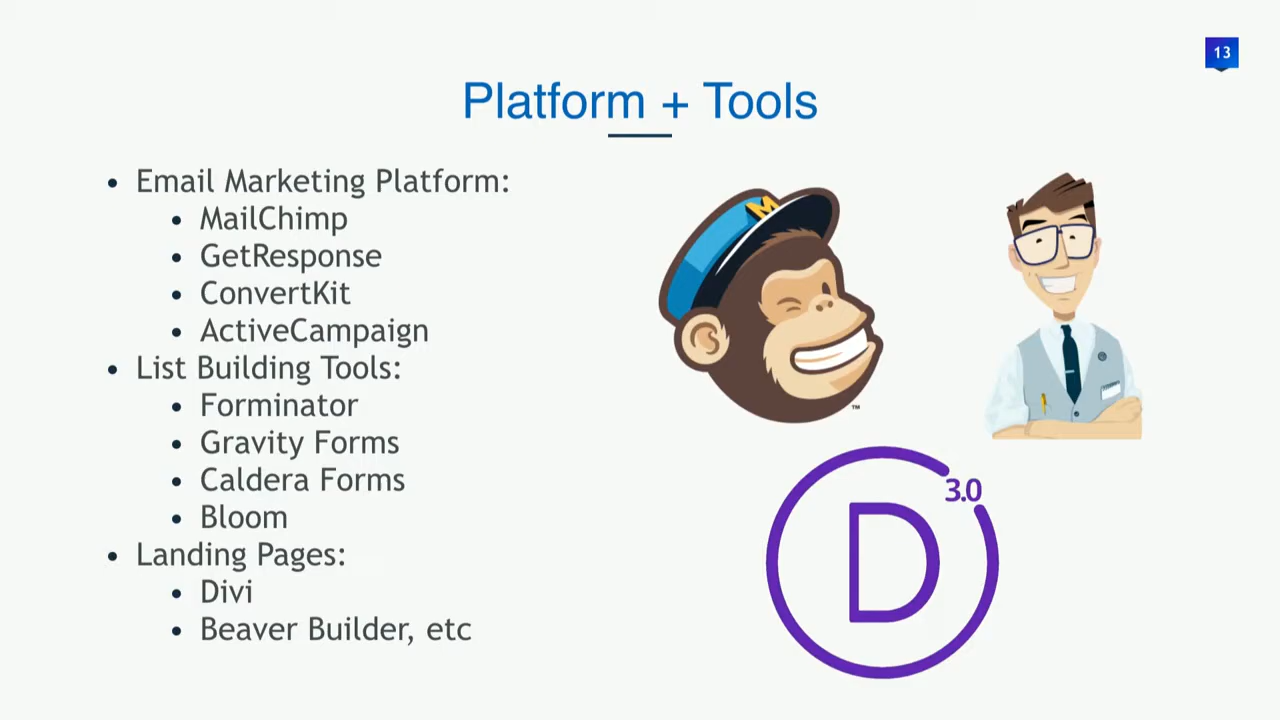 13
Platform + Tools
• Email Marketing Platform:
• MailChimp
• GetResponse
• ConvertKit
• ActiveCampaign
• List Building Tools:
• Forminator
• Gravity Forms
• Caldera Forms
• Bloom
• Landing Pages:
• Divi
• Beaver Builder, etc
M
™
3.0
D